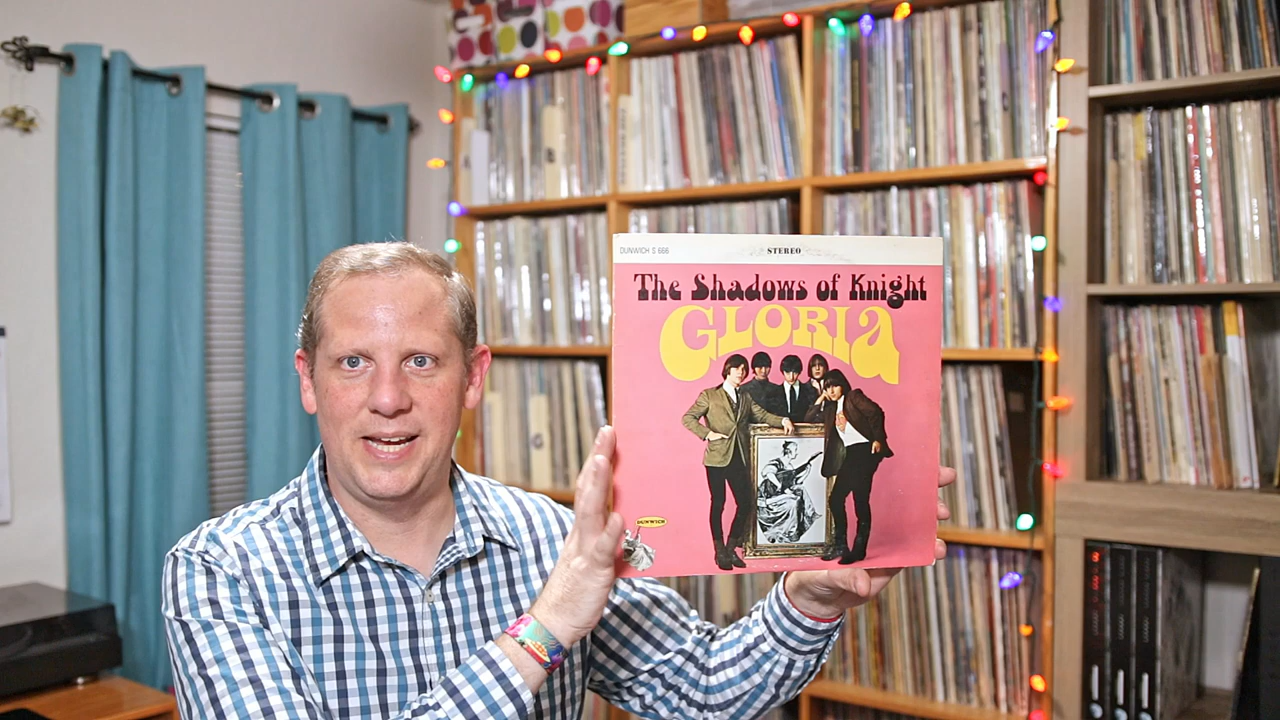 DUNWICH S 666
STEREO
The Shadows of Knight
GLORIA
DUNWICH